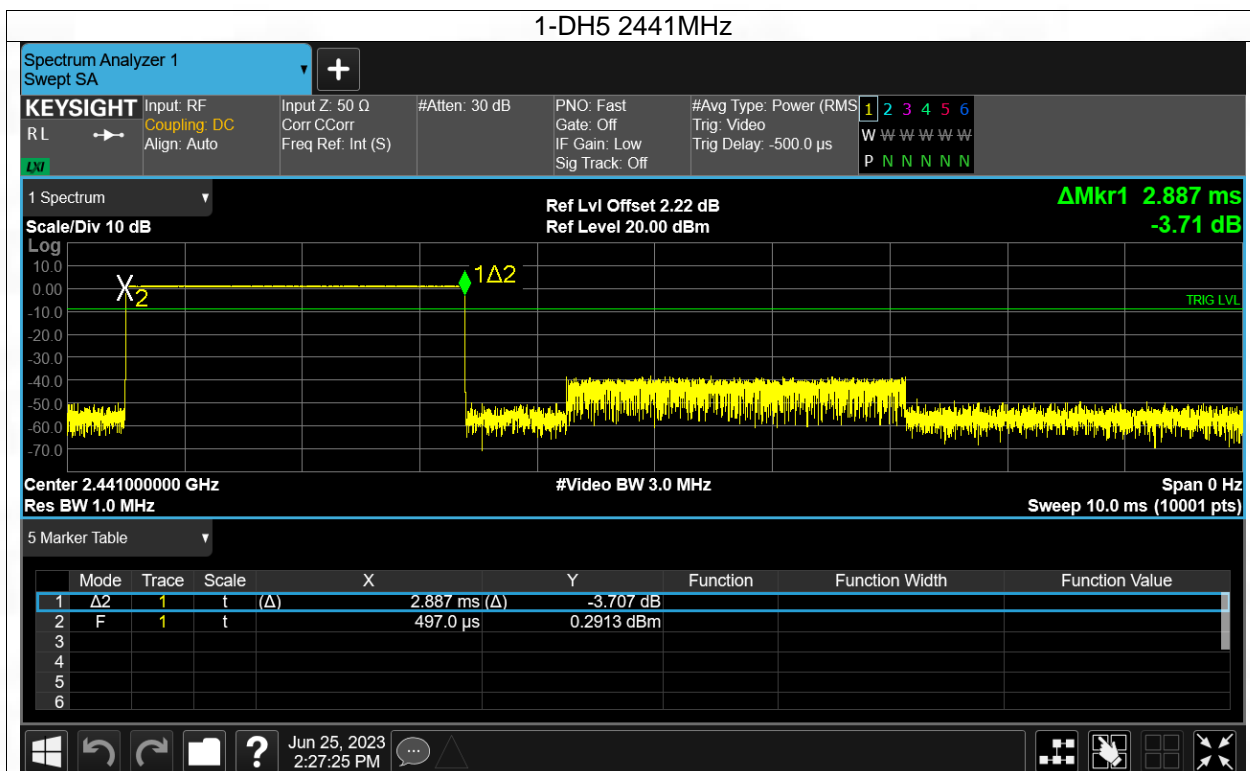 1-DH5 2441MHz
Spectrum Analyzer 1
Swept SA
KEYSIGHT Input: RF Input Z: 50 Ω #Atten: 30 dB PNO: Fast #Avg Type: Power (RMS 1 2 3 4 5 6
R L Coupling: DC Corr CCorr Gate: Off Trig: Video W W W W W W
Align: Auto Freq Ref: Int (S) IF Gain: Low Trig Delay: -500.0 µs
LXI Sig Track: Off P N N N N N
1 Spectrum Ref Lvl Offset 2.22 dB ΔMkr1 2.887 ms
Scale/Div 10 dB Ref Level 20.00 dBm -3.71 dB
Log
10.0
1Δ2
0.00
2
TRIG LVL
-10.0
-20.0
-30.0
-40.0
-50.0
-60.0
-70.0
Center 2.441000000 GHz #Video BW 3.0 MHz Span 0 Hz
Res BW 1.0 MHz Sweep 10.0 ms (10001 pts)
5 Marker Table
Mode Trace Scale X Y Function Function Width Function Value
1 Δ2 1 t (Δ) 2.887 ms (Δ) -3.707 dB
2 F 1 t 497.0 µs 0.2913 dBm
3
4
5
6
? Jun 25, 2023
2:27:25 PM